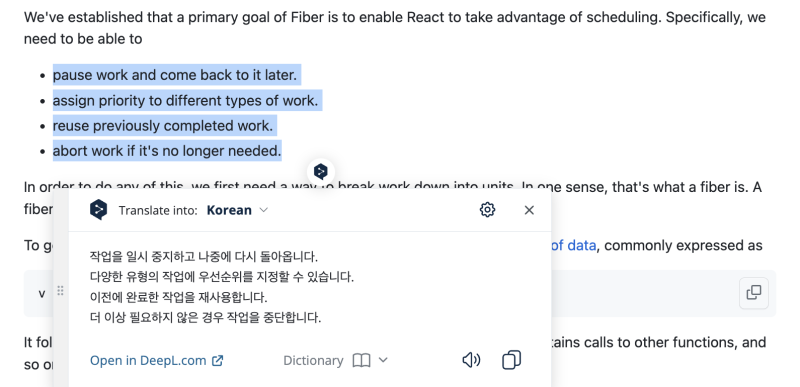 We've established that a primary goal of Fiber is to enable React to take advantage of scheduling. Specifically, we
need to be able to
• pause work and come back to it later.
• assign priority to different types of work.
• reuse previously completed work.
• abort work if it's no longer needed.
In order to do any of this, we first need a way to break work down into units. In one sense, that's what a fiber is. A
fiber
Translate into: Korean
작업을 일시 중지하고 나중에 다시 돌아옵니다.
다양한 유형의 작업에 우선순위를 지정할 수 있습니다.
이전에 완료한 작업을 재사용합니다.
더 이상 필요하지 않은 경우 작업을 중단합니다.
Open in DeepL.com
Dictionary
To
of data, commonly expressed as
v
It
calls to other functions, and
so